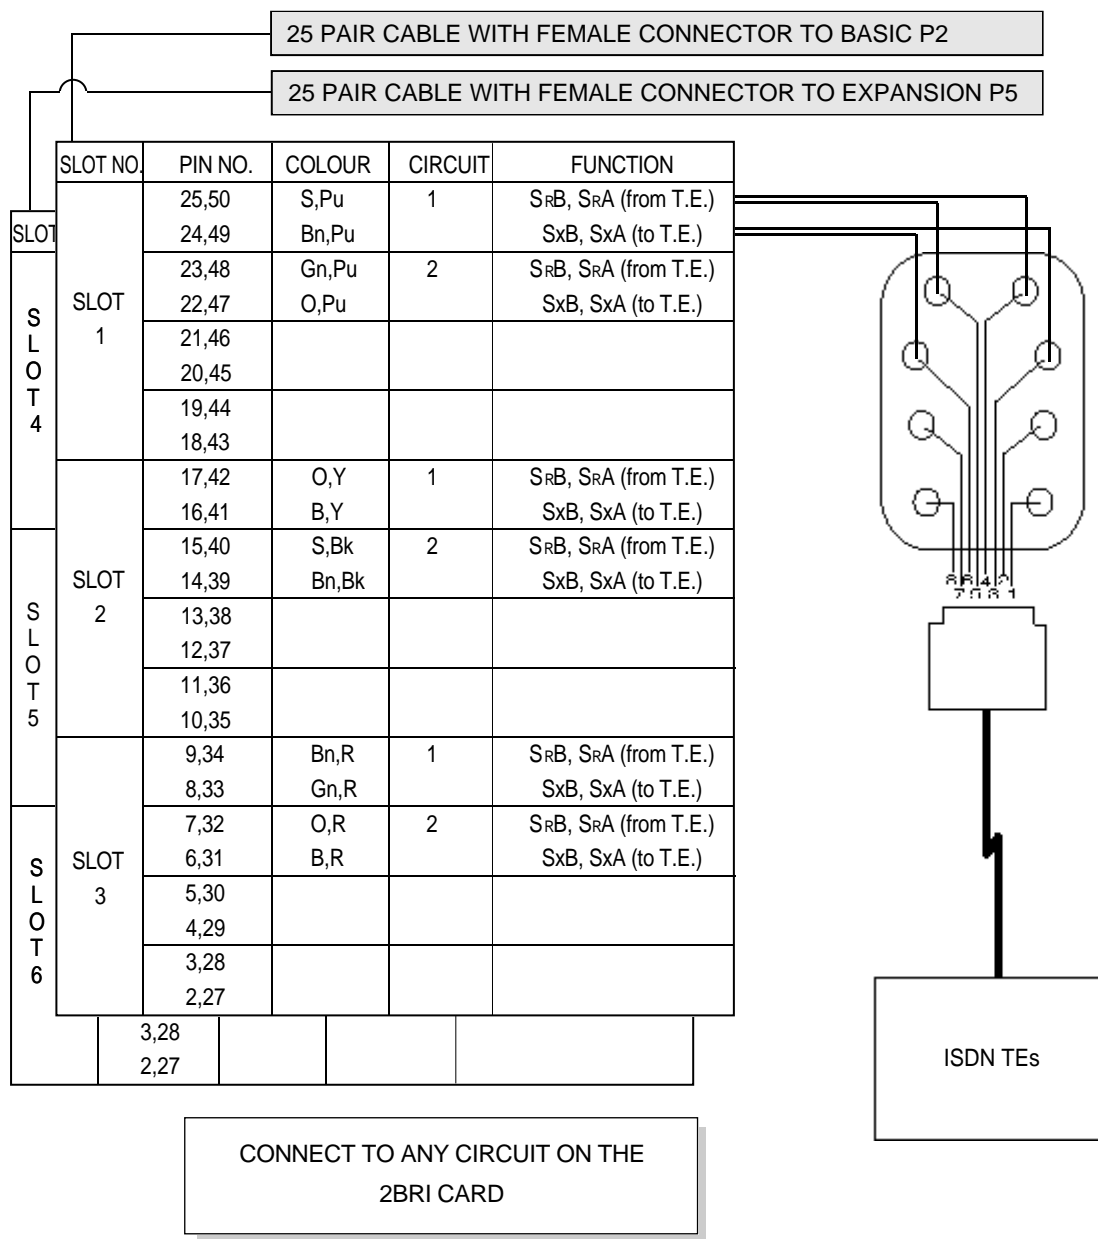 25 PAIR CABLE WITH FEMALE CONNECTOR TO BASIC P2
25 PAIR CABLE WITH FEMALE CONNECTOR TO EXPANSION P5
SLOT NO. PIN NO. COLOUR CIRCUIT FUNCTION
25,50 S,Pu 1 SRB, SRA (from T.E.)
SLOT
24,49 Bn,Pu SxB, SxA (to T.E.)
23,48 Gn,Pu 2 SRB, SRA (from T.E.)
22,47 O,Pu SxB, SxA (to T.E.)
SLOT
1
21,46
20,45
19,44
18,43
SLOT4
17,42 O,Y 1 SRB, SRA (from T.E.)
16,41 B,Y SxB, SxA (to T.E.)
15,40 S,Bk 2 SRB, SRA (from T.E.)
14,39 Bn,Bk SxB, SxA (to T.E.)
SLOT
2
13,38
12,37
11,36
10,35
SLOT5
9,34 Bn,R 1 SRB, SRA (from T.E.)
8,33 Gn,R SxB, SxA (to T.E.)
7,32 O,R 2 SRB, SRA (from T.E.)
6,31 B,R SxB, SxA (to T.E.)
SLOT
3
5,30
4,29
3,28
2,27
SLOT6
3,28
2,27
8 6 4 2
7 5 3 1
ISDN TEs
CONNECT TO ANY CIRCUIT ON THE
2BRI CARD